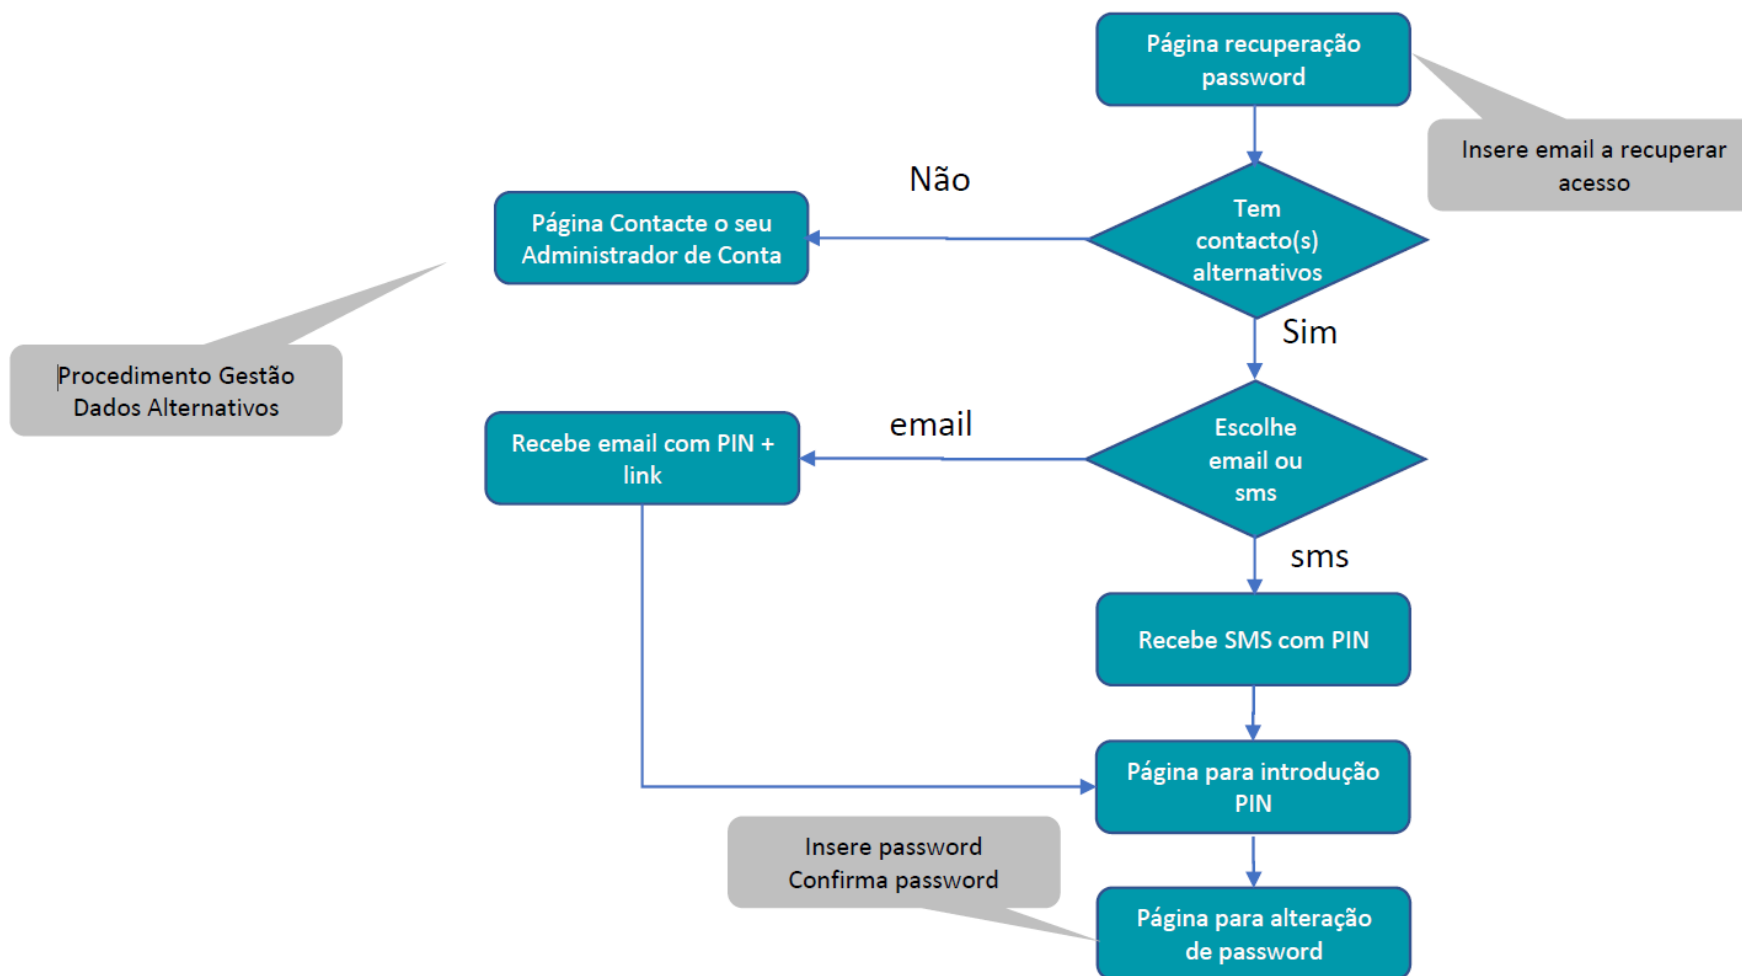 Página recuperação
password
Insere email a recuperar
acesso
Não
Tem
contacto(s)
alternativos
Página Contacte o seu
Administrador de Conta
Sim
Procedimento Gestão
Dados Alternativos
email
Escolhe
email ou
sms
Recebe email com PIN +
link
sms
Recebe SMS com PIN
Página para introdução
PIN
Insere password
Confirma password
Página para alteração
de password